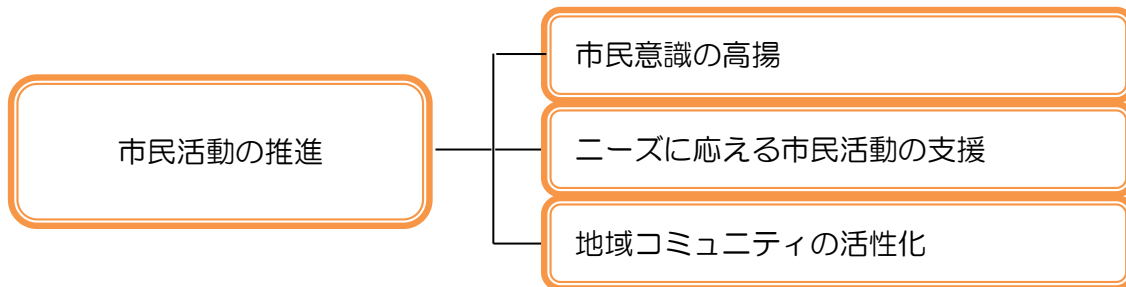 市民活動の推進
市民意識の高揚
ニーズに応える市民活動の支援
地域コミュニティの活性化